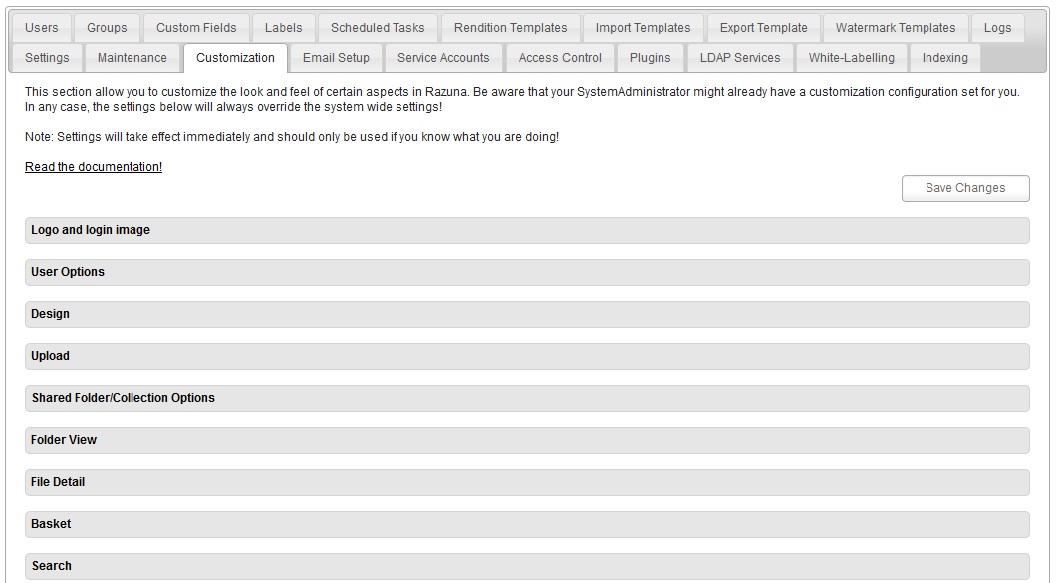 Users Groups Custom Fields Labels Scheduled Tasks Rendition Templates Import Templates Export Template Watermark Templates Logs
Settings Maintenance Customization Email Setup Service Accounts Access Control Plugins LDAP Services White-Labelling Indexing
This section allow you to customize the look and feel of certain aspects in Razuna. Be aware that your SystemAdministrator might already have a customization configuration set for you.
In any case, the settings below will always override the system wide settings!
Note: Settings will take effect immediately and should only be used if you know what you are doing!
Read the documentation!
Save Changes
Logo and login image
User Options
Design
Upload
Shared Folder/Collection Options
Folder View
File Detail
Basket
Search